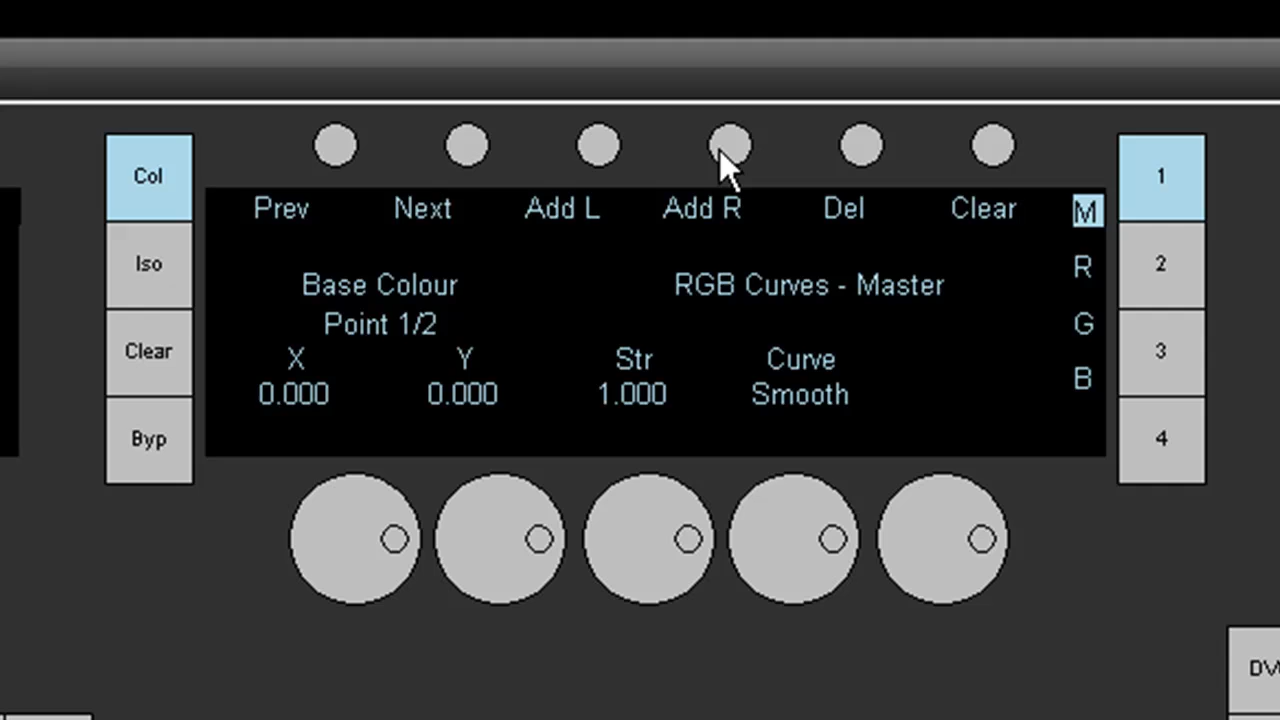 Col
Iso
Clear
Byp
Prev Next Add L Add R Del Clear
Base Colour RGB Curves - Master
Point 1/2
X Y Str Curve
0.000 0.000 1.000 Smooth
M
R
G
B
1
2
3
4